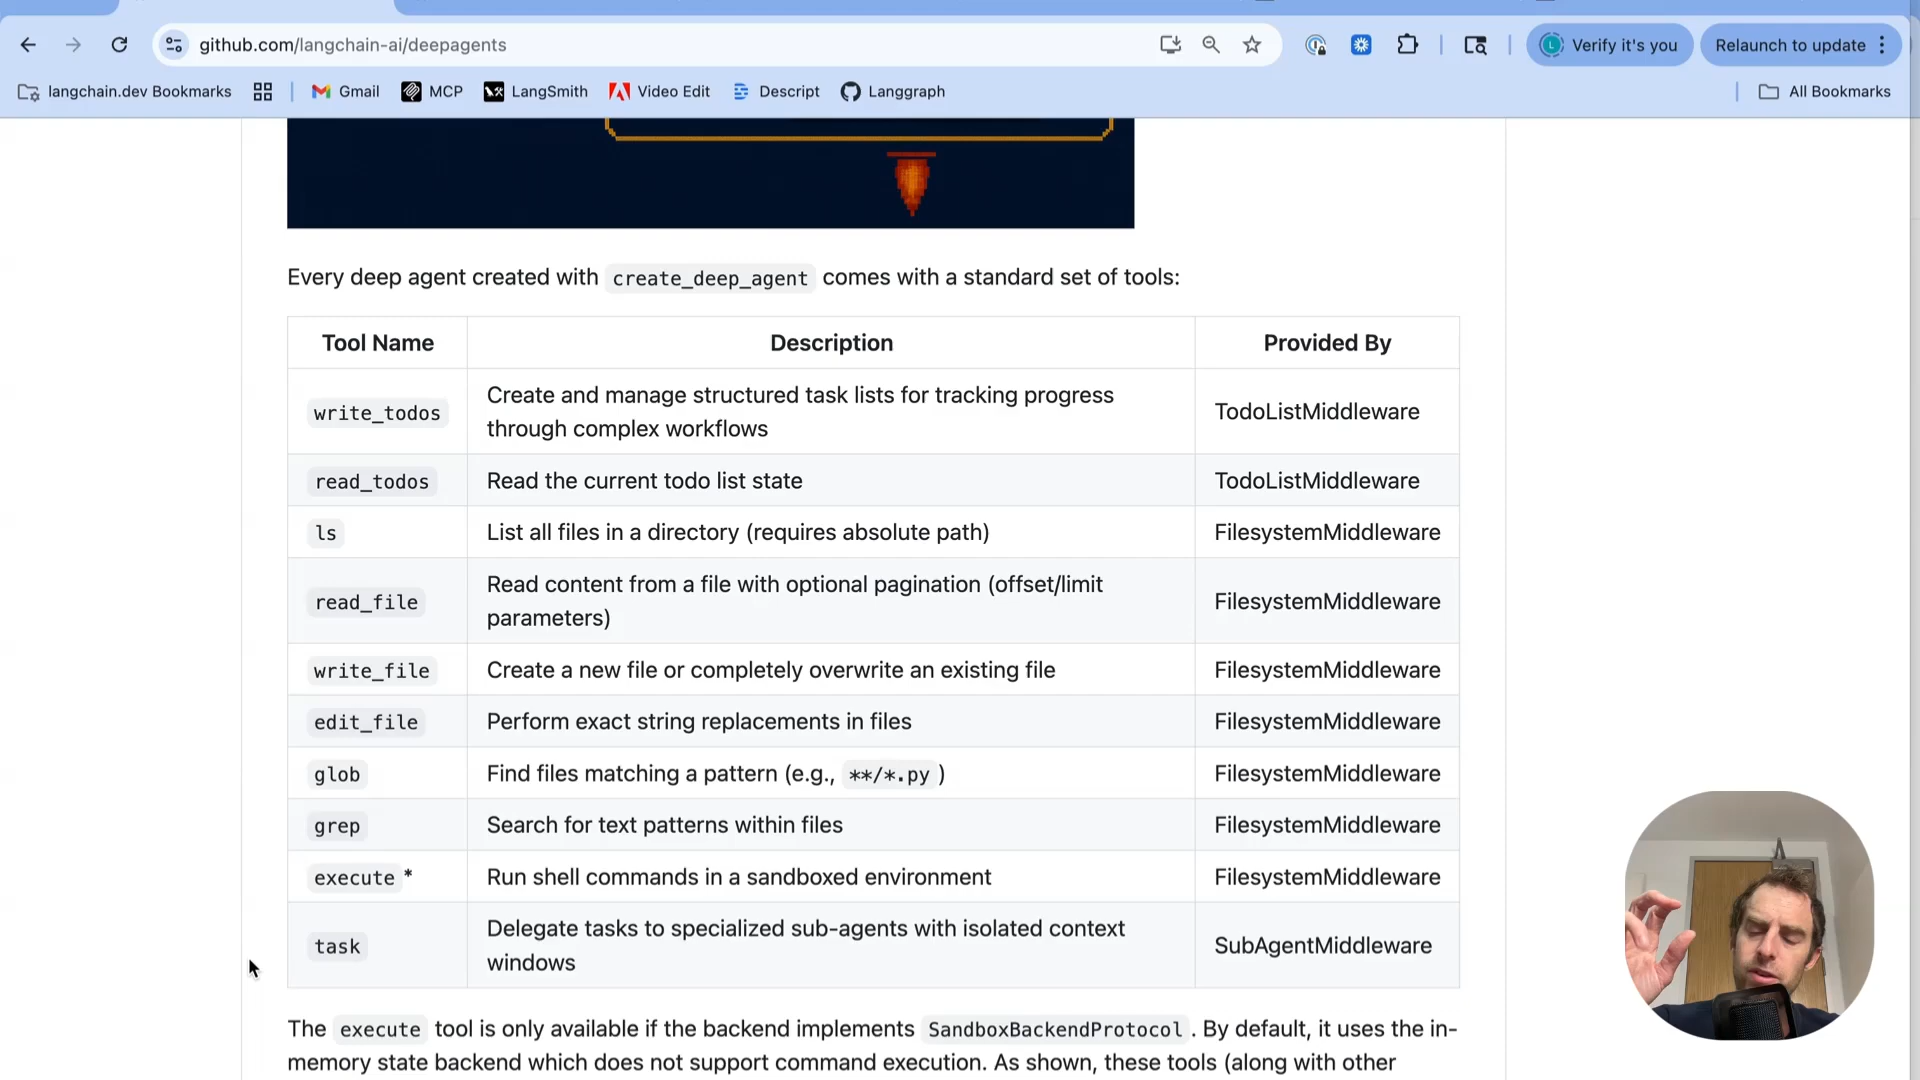 github.com/langchain-ai/deepagents
Verify it's you
Relaunch to update
langchain.dev Bookmarks
Gmail
MCP
LangSmith
Video Edit
Descript
Langgraph
All Bookmarks
Every deep agent created with create_deep_agent comes with a standard set of tools:
Tool Name Description Provided By
write_todos Create and manage structured task lists for tracking progress
through complex workflows TodoListMiddleware
read_todos Read the current todo list state TodoListMiddleware
ls List all files in a directory (requires absolute path) FilesystemMiddleware
read_file Read content from a file with optional pagination (offset/limit
parameters) FilesystemMiddleware
write_file Create a new file or completely overwrite an existing file FilesystemMiddleware
edit_file Perform exact string replacements in files FilesystemMiddleware
glob Find files matching a pattern (e.g., **/*.py ) FilesystemMiddleware
grep Search for text patterns within files FilesystemMiddleware
execute * Run shell commands in a sandboxed environment FilesystemMiddleware
task Delegate tasks to specialized sub-agents with isolated context
windows SubAgentMiddleware
The execute tool is only available if the backend implements SandboxBackendProtocol . By default, it uses the in-
memory state backend which does not support command execution. As shown, these tools (along with other